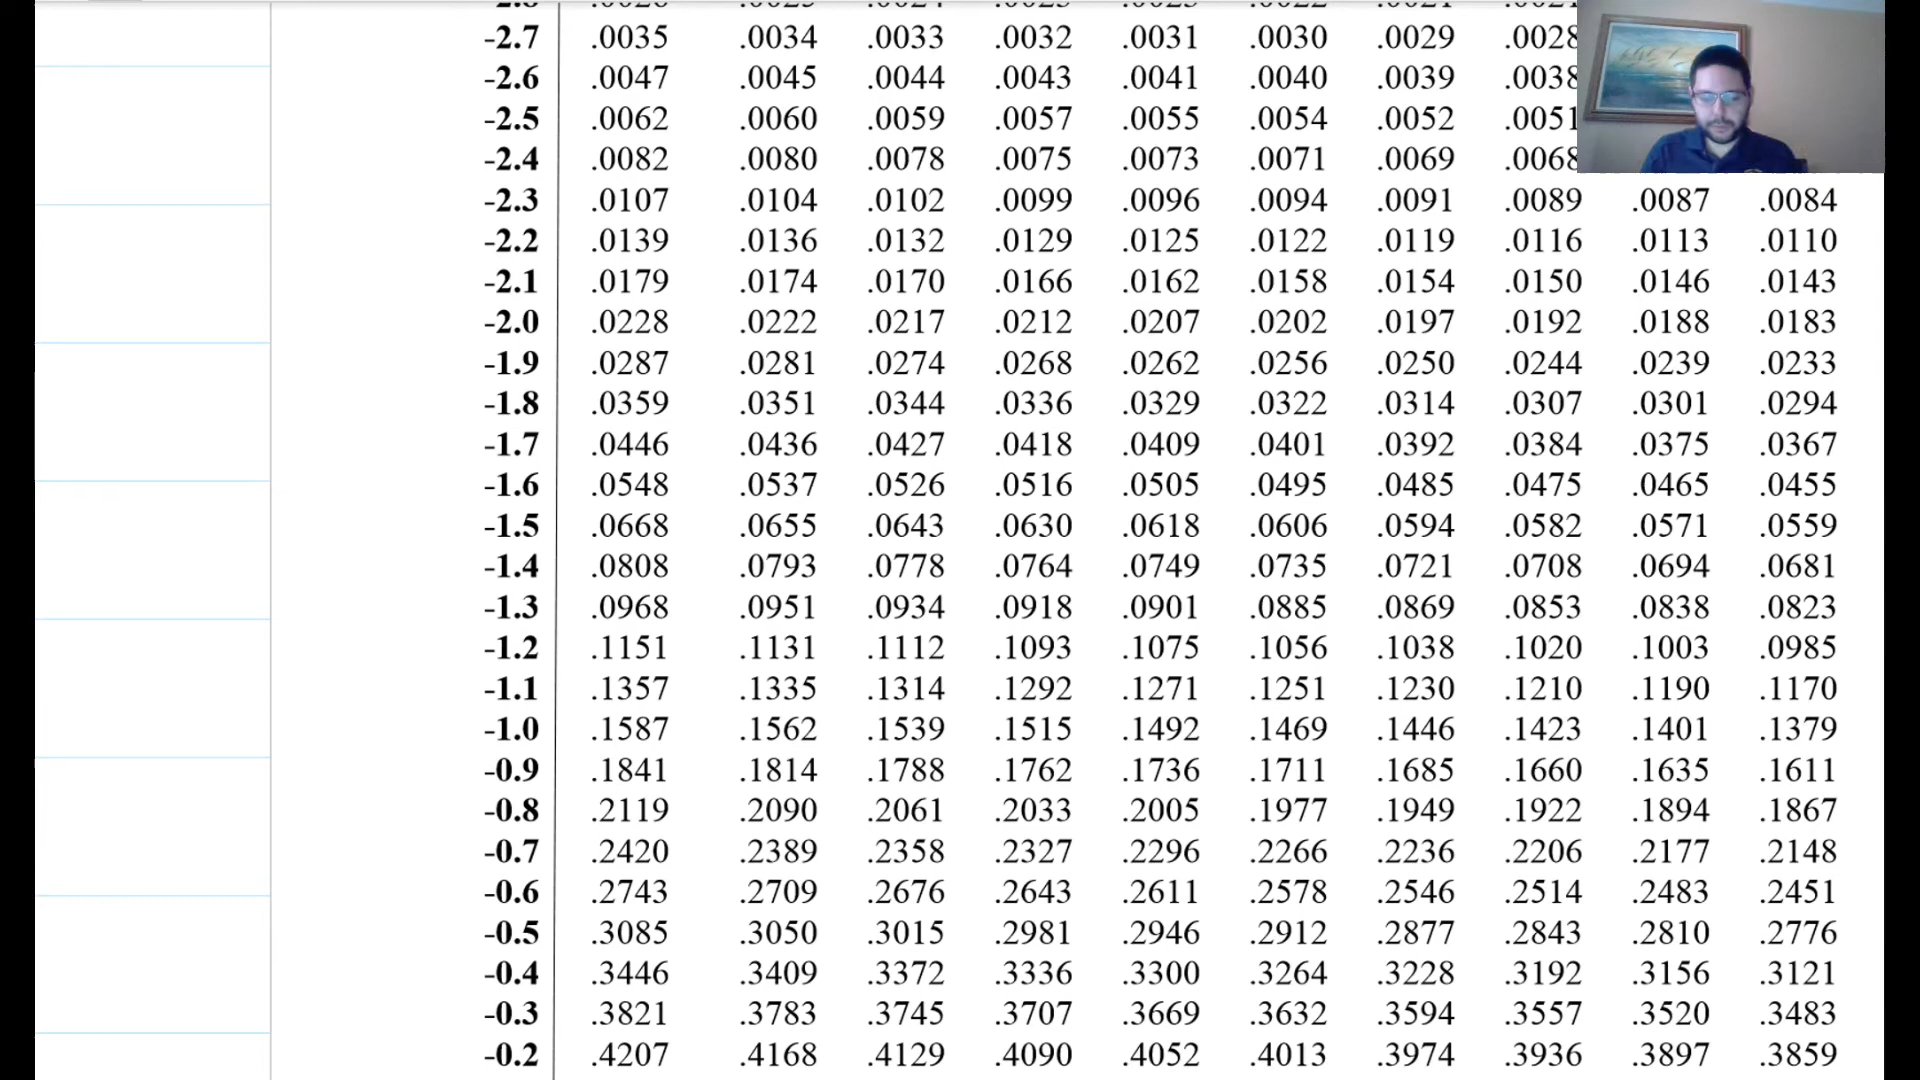 -2.7 .0035 .0034 .0033 .0032 .0031 .0030 .0029 .0028
-2.6 .0047 .0045 .0044 .0043 .0041 .0040 .0039 .0038
-2.5 .0062 .0060 .0059 .0057 .0055 .0054 .0052 .0051
-2.4 .0082 .0080 .0078 .0075 .0073 .0071 .0069 .0068
-2.3 .0107 .0104 .0102 .0099 .0096 .0094 .0091 .0089 .0087 .0084
-2.2 .0139 .0136 .0132 .0129 .0125 .0122 .0119 .0116 .0113 .0110
-2.1 .0179 .0174 .0170 .0166 .0162 .0158 .0154 .0150 .0146 .0143
-2.0 .0228 .0222 .0217 .0212 .0207 .0202 .0197 .0192 .0188 .0183
-1.9 .0287 .0281 .0274 .0268 .0262 .0256 .0250 .0244 .0239 .0233
-1.8 .0359 .0351 .0344 .0336 .0329 .0322 .0314 .0307 .0301 .0294
-1.7 .0446 .0436 .0427 .0418 .0409 .0401 .0392 .0384 .0375 .0367
-1.6 .0548 .0537 .0526 .0516 .0505 .0495 .0485 .0475 .0465 .0455
-1.5 .0668 .0655 .0643 .0630 .0618 .0606 .0594 .0582 .0571 .0559
-1.4 .0808 .0793 .0778 .0764 .0749 .0735 .0721 .0708 .0694 .0681
-1.3 .0968 .0951 .0934 .0918 .0901 .0885 .0869 .0853 .0838 .0823
-1.2 .1151 .1131 .1112 .1093 .1075 .1056 .1038 .1020 .1003 .0985
-1.1 .1357 .1335 .1314 .1292 .1271 .1251 .1230 .1210 .1190 .1170
-1.0 .1587 .1562 .1539 .1515 .1492 .1469 .1446 .1423 .1401 .1379
-0.9 .1841 .1814 .1788 .1762 .1736 .1711 .1685 .1660 .1635 .1611
-0.8 .2119 .2090 .2061 .2033 .2005 .1977 .1949 .1922 .1894 .1867
-0.7 .2420 .2389 .2358 .2327 .2296 .2266 .2236 .2206 .2177 .2148
-0.6 .2743 .2709 .2676 .2643 .2611 .2578 .2546 .2514 .2483 .2451
-0.5 .3085 .3050 .3015 .2981 .2946 .2912 .2877 .2843 .2810 .2776
-0.4 .3446 .3409 .3372 .3336 .3300 .3264 .3228 .3192 .3156 .3121
-0.3 .3821 .3783 .3745 .3707 .3669 .3632 .3594 .3557 .3520 .3483
-0.2 .4207 .4168 .4129 .4090 .4052 .4013 .3974 .3936 .3897 .3859